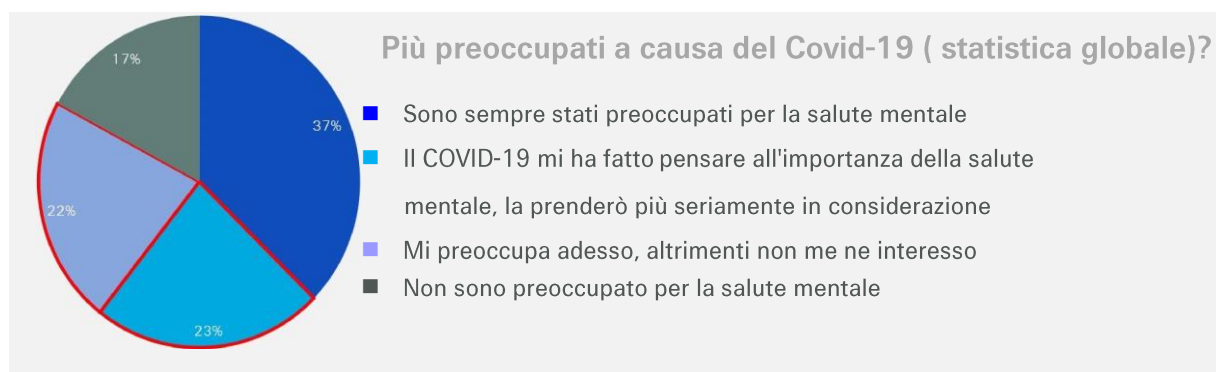 Più preoccupati a causa del Covid-19 ( statistica globale)?
17%
37%
22%
23%
Sono sempre stati preoccupati per la salute mentale
Il COVID-19 mi ha fatto pensare all'importanza della salute
mentale, la prenderò più seriamente in considerazione
Mi preoccupa adesso, altrimenti non me ne interesso
Non sono preoccupato per la salute mentale